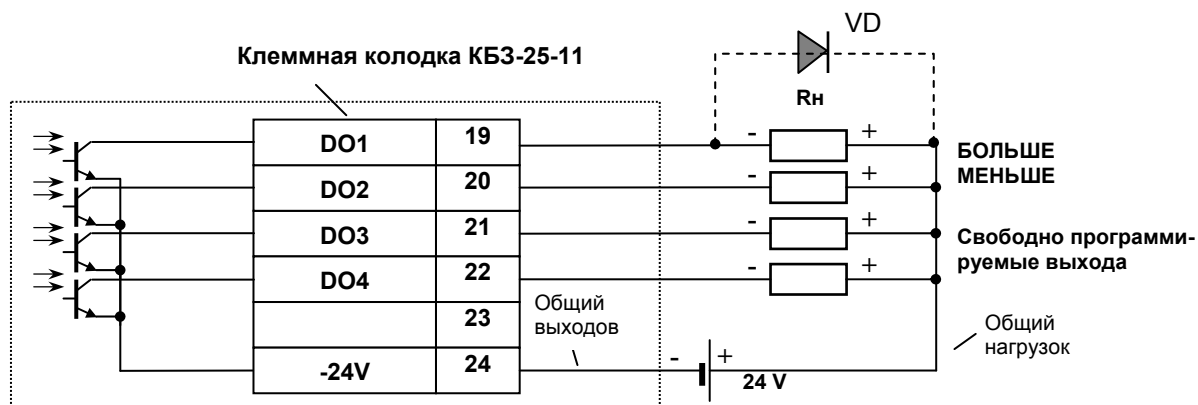 VD
Клеммная колодка КБЗ-25-11
Rн
DO1 19 - +
БОЛЬШЕ
DO2 20 - +
МЕНЬШЕ
DO3 21 - +
Свободно программи-
руемые выхода
DO4 22 - +
23
Общий
выходов
Общий
нагрузок
-24V 24 - +
24 V